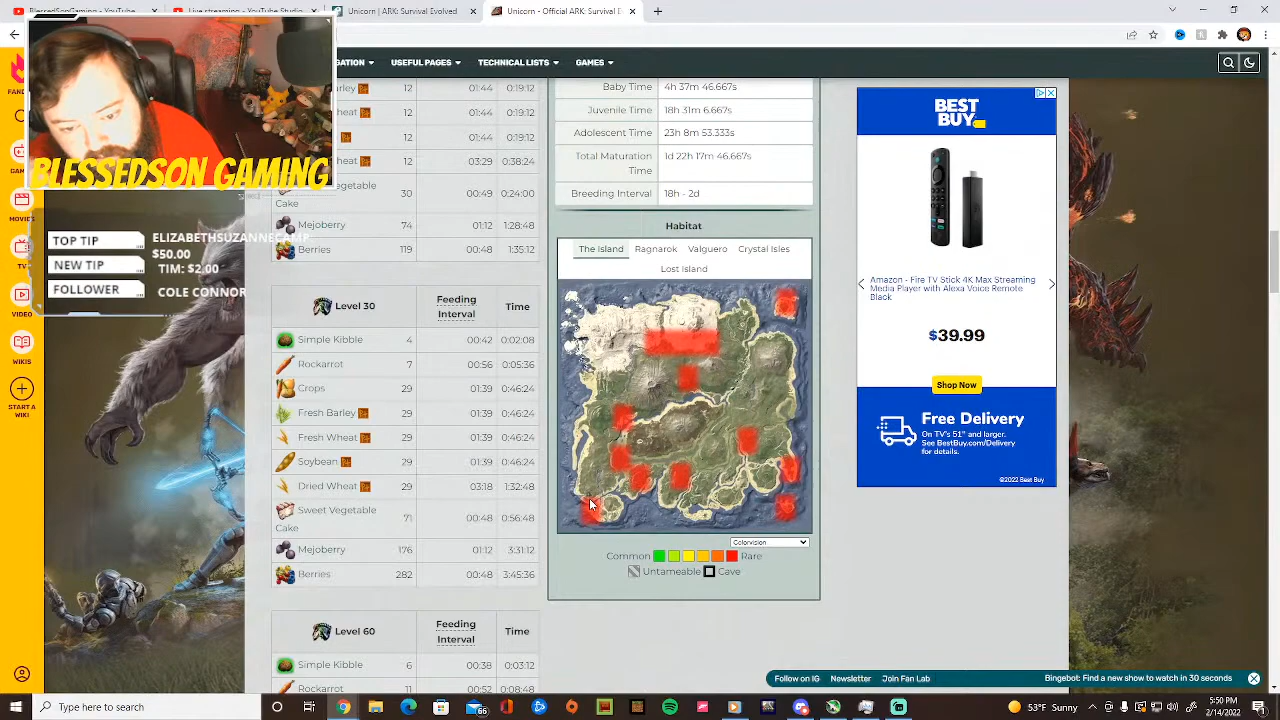 Unicorn | ARK: Survival Evolve
Unicorn - Official ARK: Survival E
USEFUL PAGES
TECHNICAL LISTS
GAMES
BLESSEDSON GAMING
TOP TIP
ELIZABETHSUZANNECAMP
$50.00
NEW TIP
TIM: $2.00
FOLLOWER
COLE CONNOR
FAND
MOVIES
TV
VIDEO
WIKIS
START A
WIKI
12 01:44 0:19:12
12 01:44 0:19:12
12 01:44 0:19:12
12 0:38:24
Cake
30 00:49 0:24:30
Mejoberry 74 01:12 1:28:48
Berries 119 00:48 1:35:12
Level 30 Feeding
Interval Time
Simple Kibble 4 00:42 0:02:08
Rockarrot 7 00:56 0:05:36
Crops 29 01:39 0:46:24
Fresh Barley 29 01:39 0:46:24
Fresh Wheat 29 01:39 0:46:24
Soybean 29 01:39 0:46:24
Dried Wheat 29 03:18 1:32:48
Sweet Vegetable
Cake 71 00:48 0:56:48
Mejoberry 176 01:12 3:31:12
Berries 282 00:48 3:45:36
Level 60 Feeding
Interval Time
Simple Kibble 6 00:38 0:03:12
Rockarrot 11
Baby Time 4h 37m 46.667s
Juvenile Time 18h 31m 6.687s
Adolescent Time 23h 8m 53.333s
Total Maturation
Time 1d 22h 17m 46.667s
Breeding Interval 18h - 2d
Habitat
The Island Ragnarok Valguero Crystal Isles
Lost Island
Colorvision
Common Rare
Untameable Cave
BEST
BUY
Amazon - Fire TV Stick 4K Max Streaming
Media Player with Alexa Voice Remote
Black
$39.99
Shop Now
Free Delivery
On TV's 51" and larger.
See BestBuy.com/Delivery
for details.
©2022 Best Buy
Follow on IG Newsletter Join Fan Lab
Bingebot: Find a new show to watch in 30 seconds
Type here to search
66
53°F Sunny
5:50 PM
2/14/2022